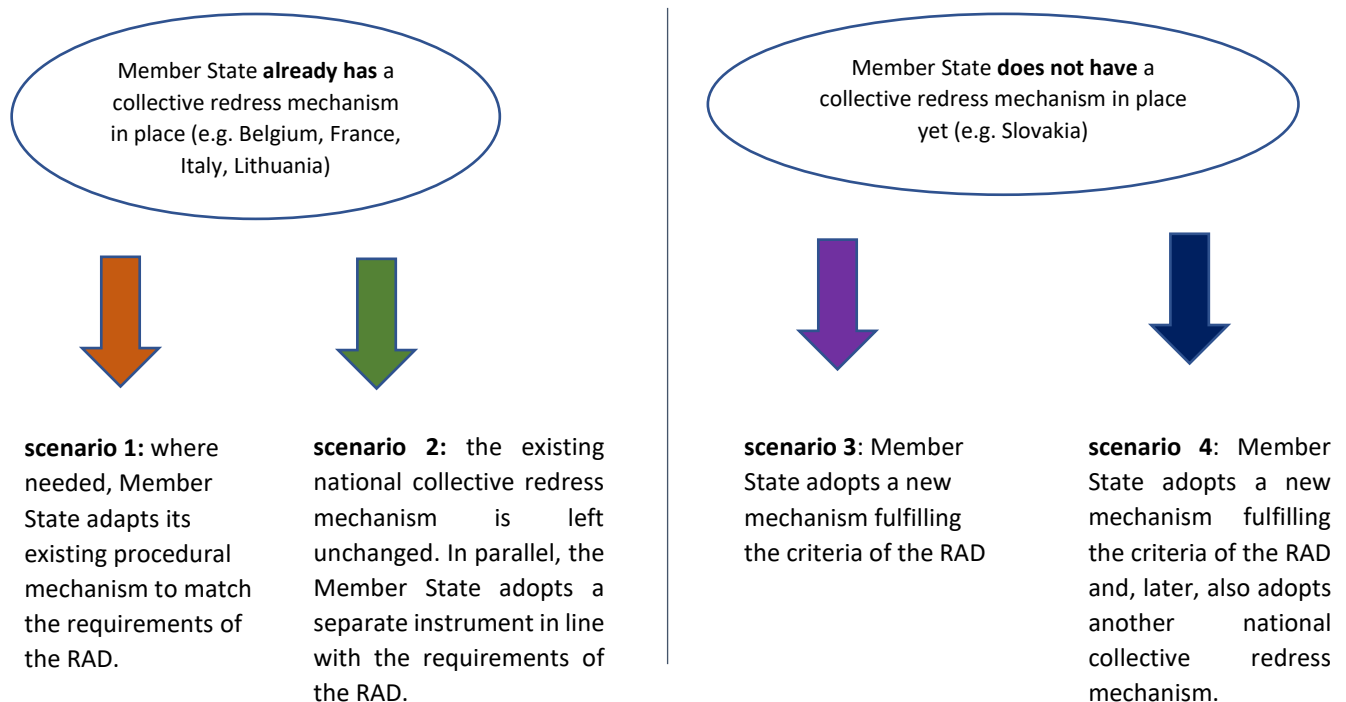 Member State already has a
collective redress mechanism
in place (e.g. Belgium, France,
Italy, Lithuania)
Member State does not have a
collective redress mechanism in place
yet (e.g. Slovakia)
scenario 1: where
needed, Member
State adapts its
existing procedural
mechanism to match
the requirements of
the RAD.
scenario 2: the existing
national collective redress
mechanism is left
unchanged. In parallel, the
Member State adopts a
separate instrument in line
with the requirements of
the RAD.
scenario 3: Member
State adopts a new
mechanism fulfilling
the criteria of the RAD
scenario 4: Member
State adopts a new
mechanism fulfilling
the criteria of the RAD
and, later, also adopts
another national
collective redress
mechanism.